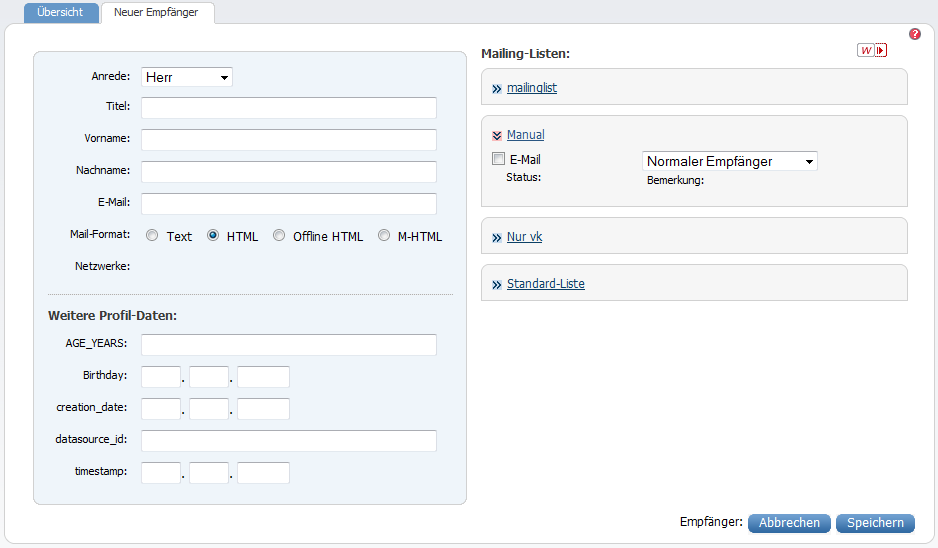 Übersicht
Neuer Empfänger
?
Anrede: Herr
Titel:
Vorname:
Nachname:
E-Mail:
Mail-Format: Text HTML Offline HTML M-HTML
Netzwerke:
Weitere Profil-Daten:
AGE_YEARS:
Birthday: . .
creation_date: . .
datasource_id:
timestamp: . .
Mailing-Listen:
W
mailinglist
Manual
E-Mail Normaler Empfänger
Status: Bemerkung:
Nur vk
Standard-Liste
Empfänger: Abbrechen Speichern